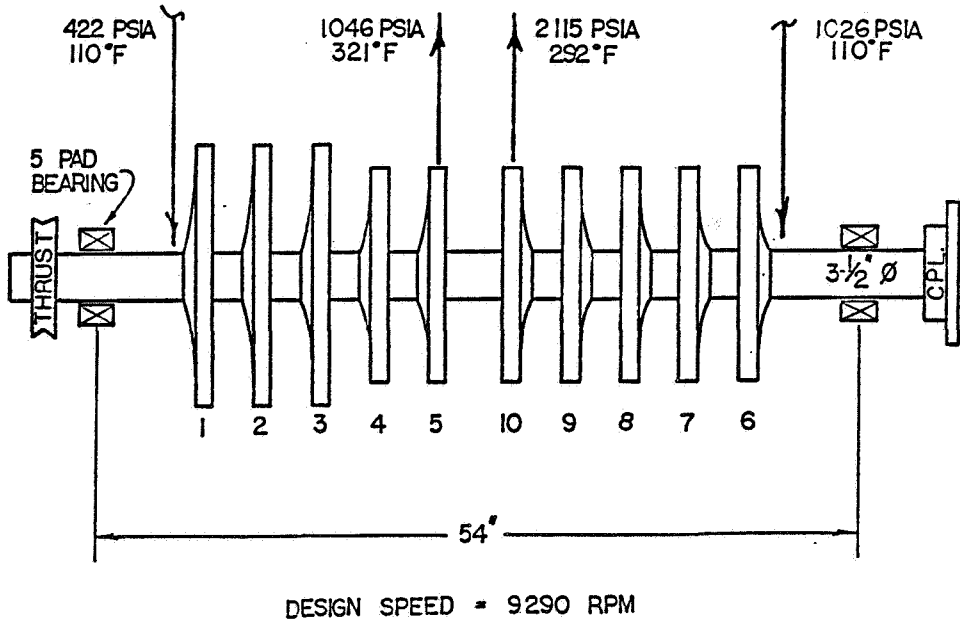 422 PSIA
110°F
1046 PSIA
321°F
2115 PSIA
292°F
1026 PSIA
110°F
5 PAD
BEARING
THRUST
3-1/2" Ø
CPL.
1 2 3 4 5 10 9 8 7 6
54"
DESIGN SPEED = 9290 RPM